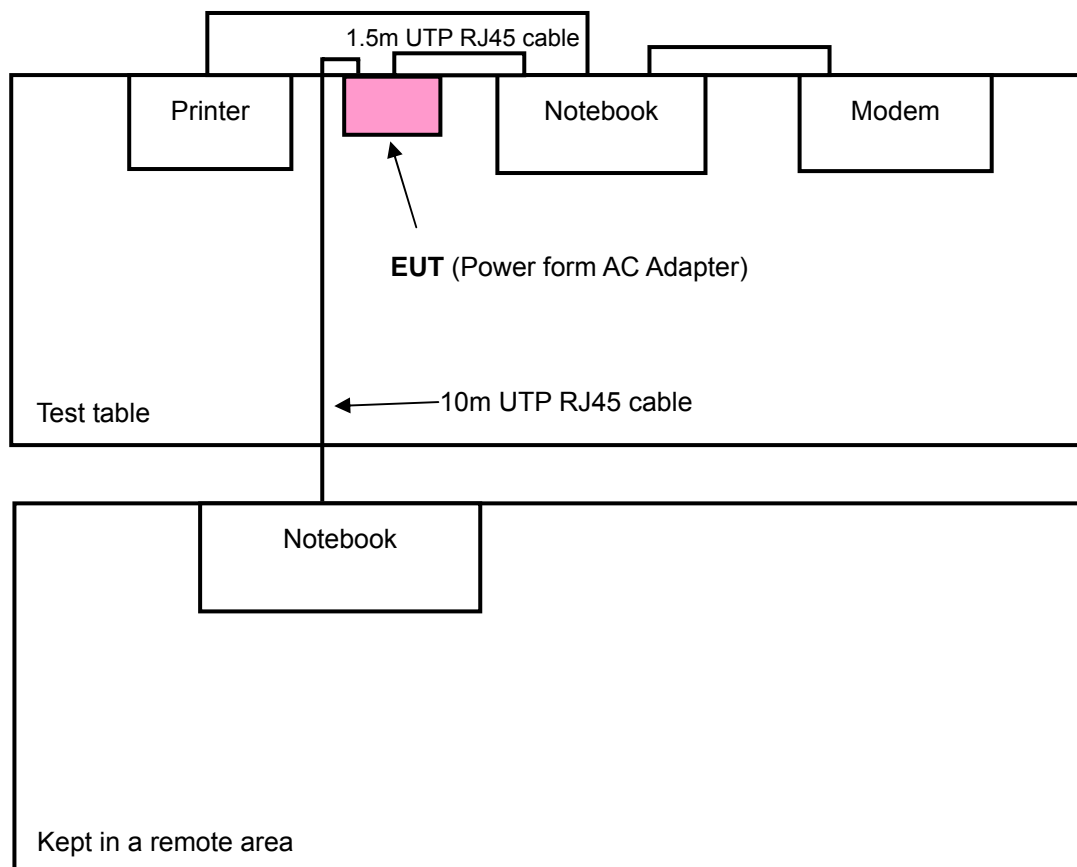 1.5m UTP RJ45 cable
Printer
Notebook
Modem
EUT (Power form AC Adapter)
10m UTP RJ45 cable
Test table
Notebook
Kept in a remote area